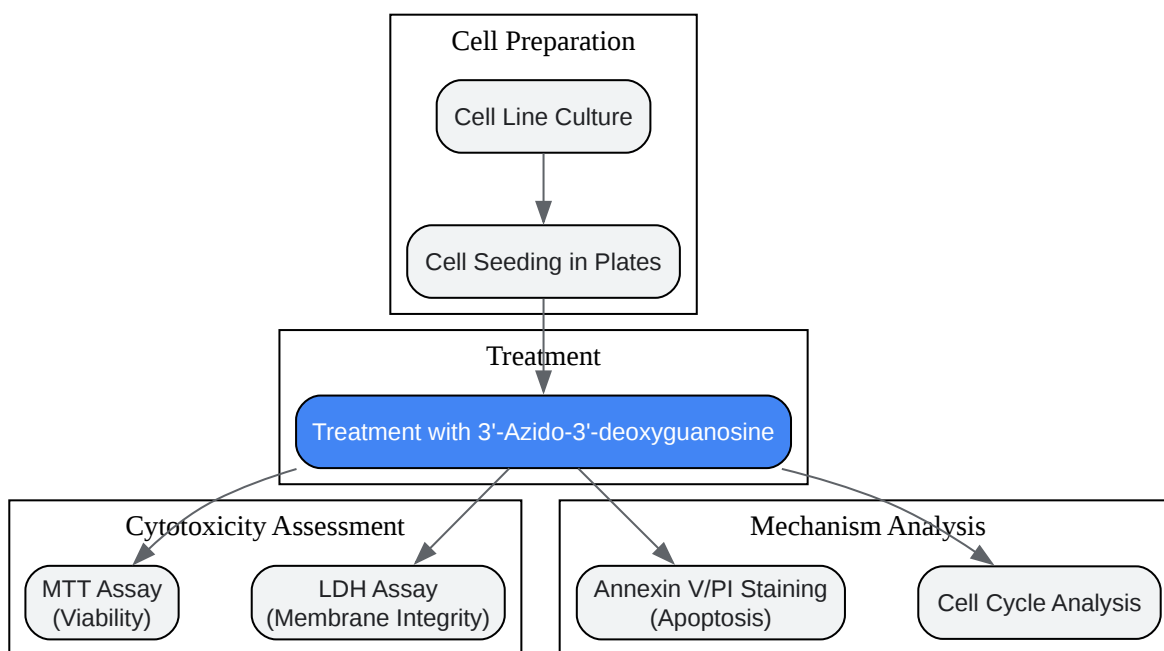 Cell Preparation
Cell Line Culture
Cell Seeding in Plates
Treatment
Treatment with 3'-Azido-3'-deoxyguanosine
Cytotoxicity Assessment
MTT Assay
(Viability)
LDH Assay
(Membrane Integrity)
Mechanism Analysis
Annexin V/PI Staining
(Apoptosis)
Cell Cycle Analysis